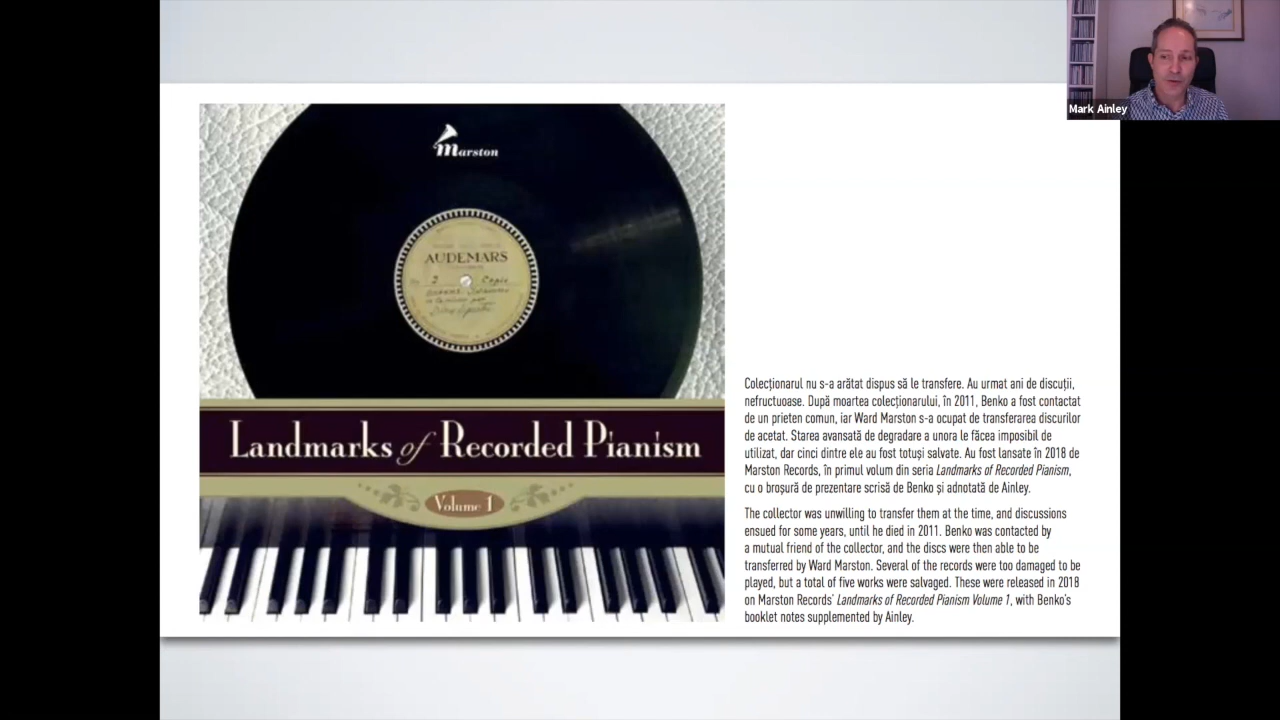 Mark Ainley
marston
AUDEMARS
2 Copie
Landmarks of Recorded Pianism
Volume 1
Colecționarul nu s-a arătat dispus să le transfere. Au urmat ani de discuții,
nefructuoase. După moartea colecționarului, în 2011, Benko a fost contactat
de un prieten comun, iar Ward Marston s-a ocupat de transferarea discurilor
de acetat. Starea avansată de degradare a unora le făcea imposibil de
utilizat, dar cinci dintre ele au fost totuși salvate. Au fost lansate în 2018 de
Marston Records, în primul volum din seria Landmarks of Recorded Pianism,
cu o broșură de prezentare scrisă de Benko și adnotată de Ainley.
The collector was unwilling to transfer them at the time, and discussions
ensued for some years, until he died in 2011. Benko was contacted by
a mutual friend of the collector, and the discs were then able to be
transferred by Ward Marston. Several of the records were too damaged to be
played, but a total of five works were salvaged. These were released in 2018
on Marston Records' Landmarks of Recorded Pianism Volume 1, with Benko's
booklet notes supplemented by Ainley.